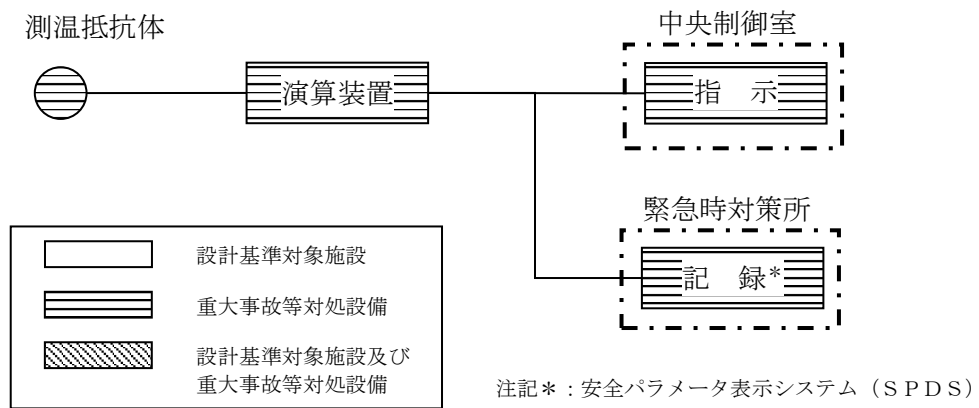 測温抵抗体
中央制御室
演算装置
指　示
緊急時対策所
記　録*
設計基準対象施設
重大事故等対処設備
設計基準対象施設及び
重大事故等対処設備
注記＊：安全パラメータ表示システム（ＳＰＤＳ）